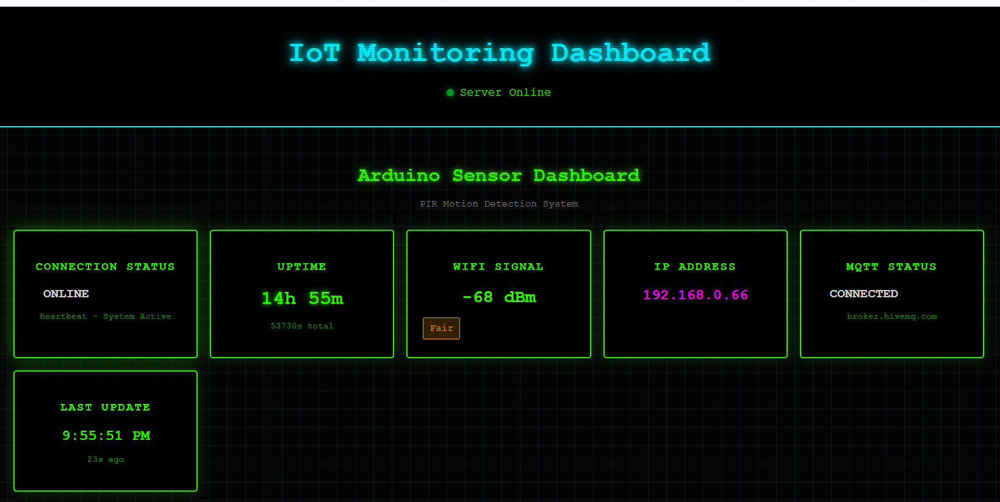 IoT Monitoring Dashboard
Server Online
Arduino Sensor Dashboard
PIR Motion Detection System
CONNECTION STATUS
ONLINE
Heartbeat - System Active
UPTIME
14h 55m
53730s total
WIFI SIGNAL
-68 dBm
Fair
IP ADDRESS
192.168.0.66
MQTT STATUS
CONNECTED
broker.hivemq.com
LAST UPDATE
9:55:51 PM
23s ago